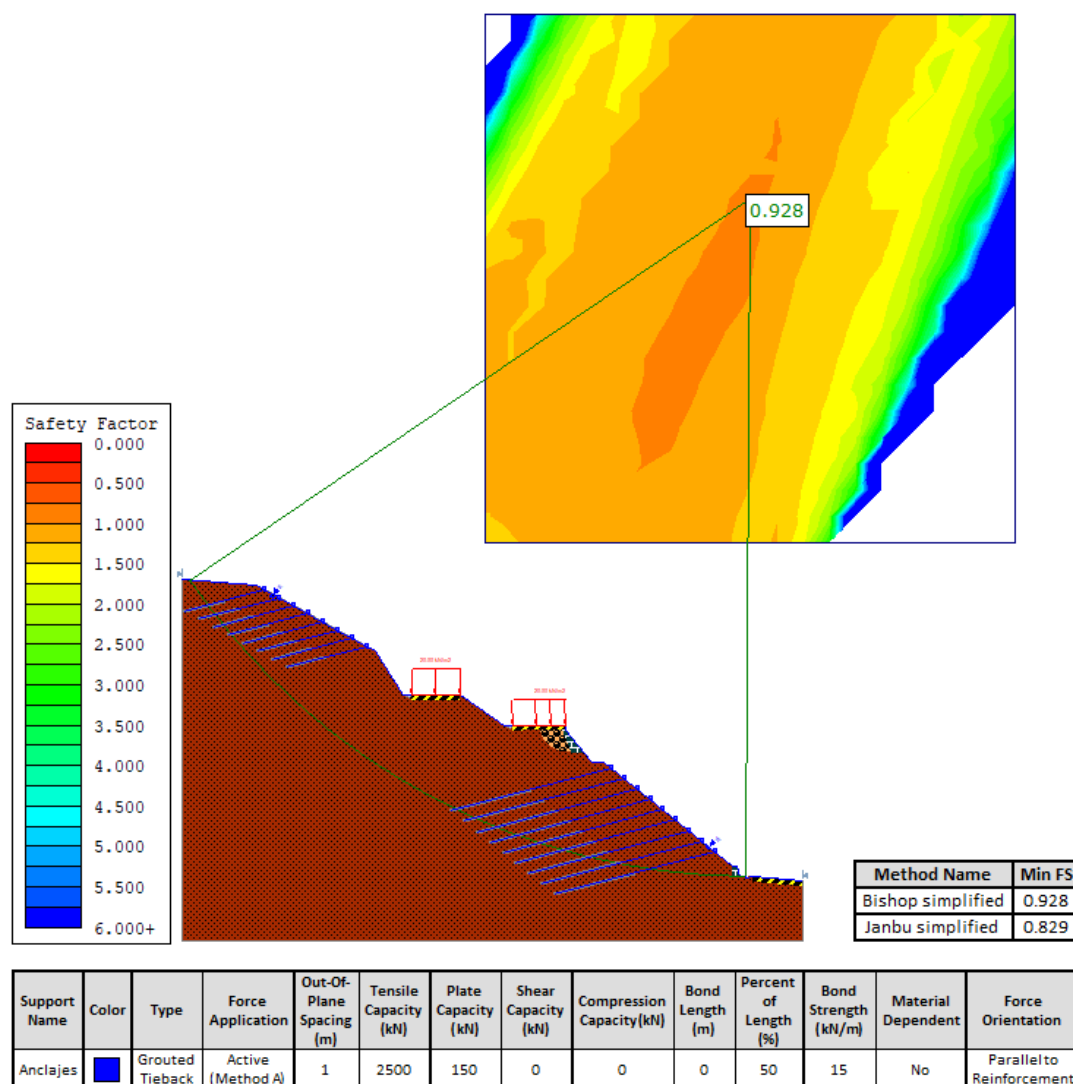 0.928
Safety Factor
0.000
0.500
1.000
1.500
2.000
2.500
3.000
3.500
4.000
4.500
5.000
5.500
6.000+
Method Name Min FS
Bishop simplified 0.928
Janbu simplified 0.829
Support Name Color Type Force Application Out-Of-Plane Spacing (m) Tensile Capacity (kN) Plate Capacity (kN) Shear Capacity (kN) Compression Capacity(kN) Bond Length (m) Percent of Length (%) Bond Strength (kN/m) Material Dependent Force Orientation
Anclajes Grouted Tieback Active (Method A) 1 2500 150 0 0 0 50 15 No Parallel to Reinforcement